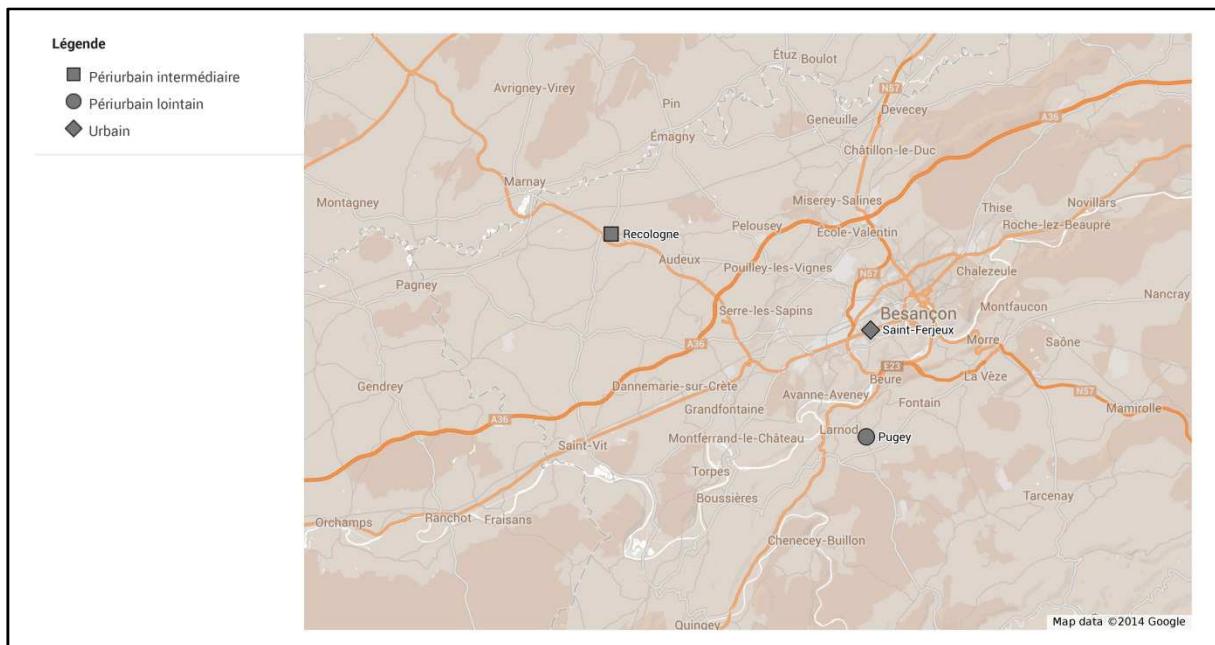 Légende
Périurbain intermédiaire
Périurbain lointain
Urbain
Étuz
Boulot
Avrigney-Virey
N57
Pin
Devecey
Geneuille
A36
Émagny
Châtillon-le-Duc
Marnay
Montagney
Miserey-Salines
Thise
Novillars
Pelousey
École-Valentin
Roche-lez-Beaupré
Recologne
Audeux
Pouilley-les-Vignes
N57
Chalezeule
Pagney
Nancray
Serre-les-Sapins
Besançon
Montfaucon
Saint-Ferjeux
A36
Morre
Saône
E23
Gendrey
Dannemarie-sur-Crète
Beure
La Vèze
Avanne-Aveney
N57
Grandfontaine
Fontain
Mamirolle
A36
Larnod
Saint-Vit
Montferrand-le-Château
Pugey
Torpes
Boussières
Tarcenay
Orchamps
Ranchot
Fraisans
Chenecey-Buillon
Quingey
Map data ©2014 Google